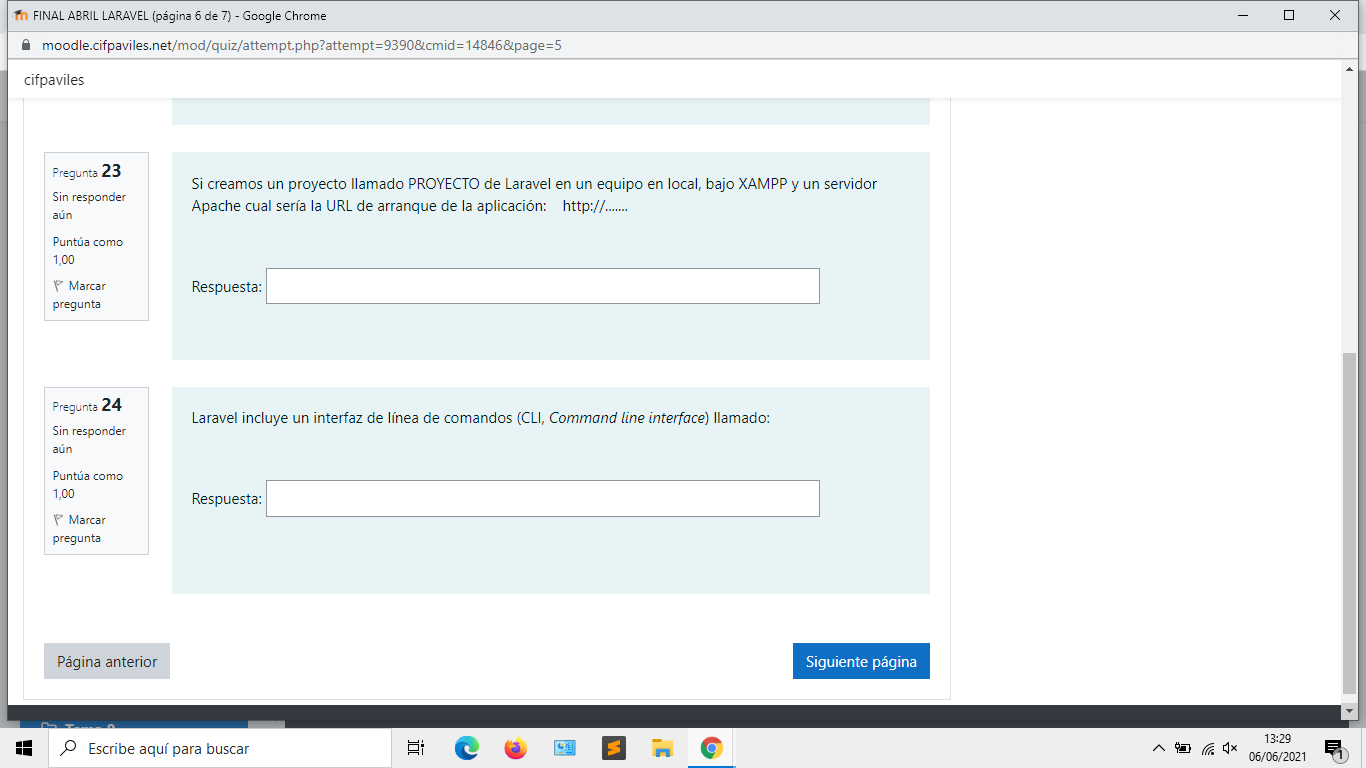 FINAL ABRIL LARAVEL (página 6 de 7) - Google Chrome
moodle.cifpaviles.net/mod/quiz/attempt.php?attempt=9390&cmid=14846&page=5
cifpaviles
Pregunta 23
Sin responder
aún
Puntúa como
1,00
Marcar
pregunta
Si creamos un proyecto llamado PROYECTO de Laravel en un equipo en local, bajo XAMPP y un servidor
Apache cual sería la URL de arranque de la aplicación: http://.......
Respuesta:
Pregunta 24
Sin responder
aún
Puntúa como
1,00
Marcar
pregunta
Laravel incluye un interfaz de línea de comandos (CLI, Command line interface) llamado:
Respuesta:
Página anterior
Siguiente página
Escribe aquí para buscar
13:29
06/06/2021
1